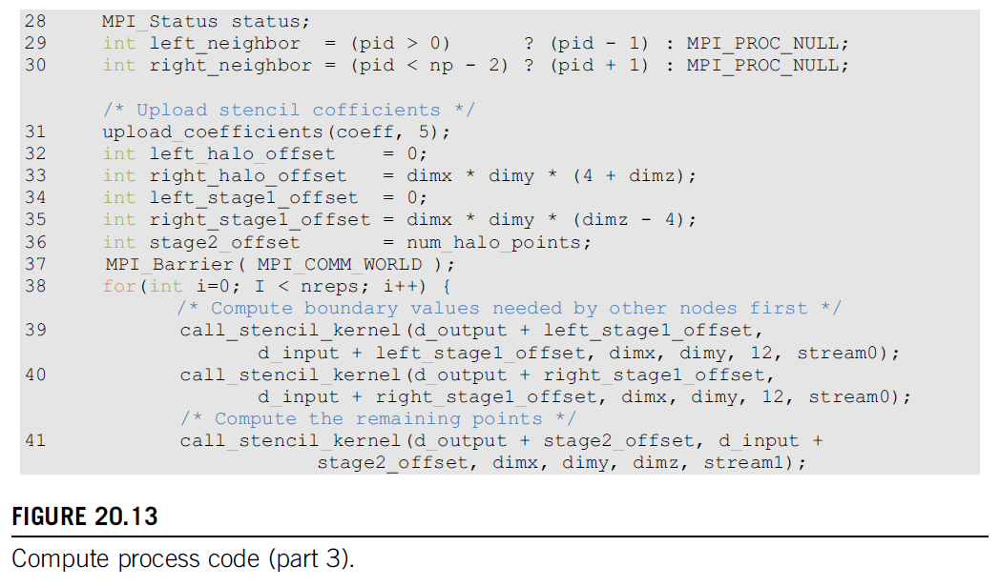 28 MPI_Status status;
29 int left_neighbor = (pid > 0) ? (pid - 1) : MPI_PROC_NULL;
30 int right_neighbor = (pid < np - 2) ? (pid + 1) : MPI_PROC_NULL;
/* Upload stencil cofficients */
31 upload_coefficients(coeff, 5);
32 int left_halo_offset = 0;
33 int right_halo_offset = dimx * dimy * (4 + dimz);
34 int left_stage1_offset = 0;
35 int right_stage1_offset = dimx * dimy * (dimz - 4);
36 int stage2_offset = num_halo_points;
37 MPI_Barrier( MPI_COMM_WORLD );
38 for(int i=0; I < nreps; i++) {
/* Compute boundary values needed by other nodes first */
39 call_stencil_kernel(d_output + left_stage1_offset,
d_input + left_stage1_offset, dimx, dimy, 12, stream0);
40 call_stencil_kernel(d_output + right_stage1_offset,
d_input + right_stage1_offset, dimx, dimy, 12, stream0);
/* Compute the remaining points */
41 call_stencil_kernel(d_output + stage2_offset, d_input +
stage2_offset, dimx, dimy, dimz, stream1);
FIGURE 20.13
Compute process code (part 3).